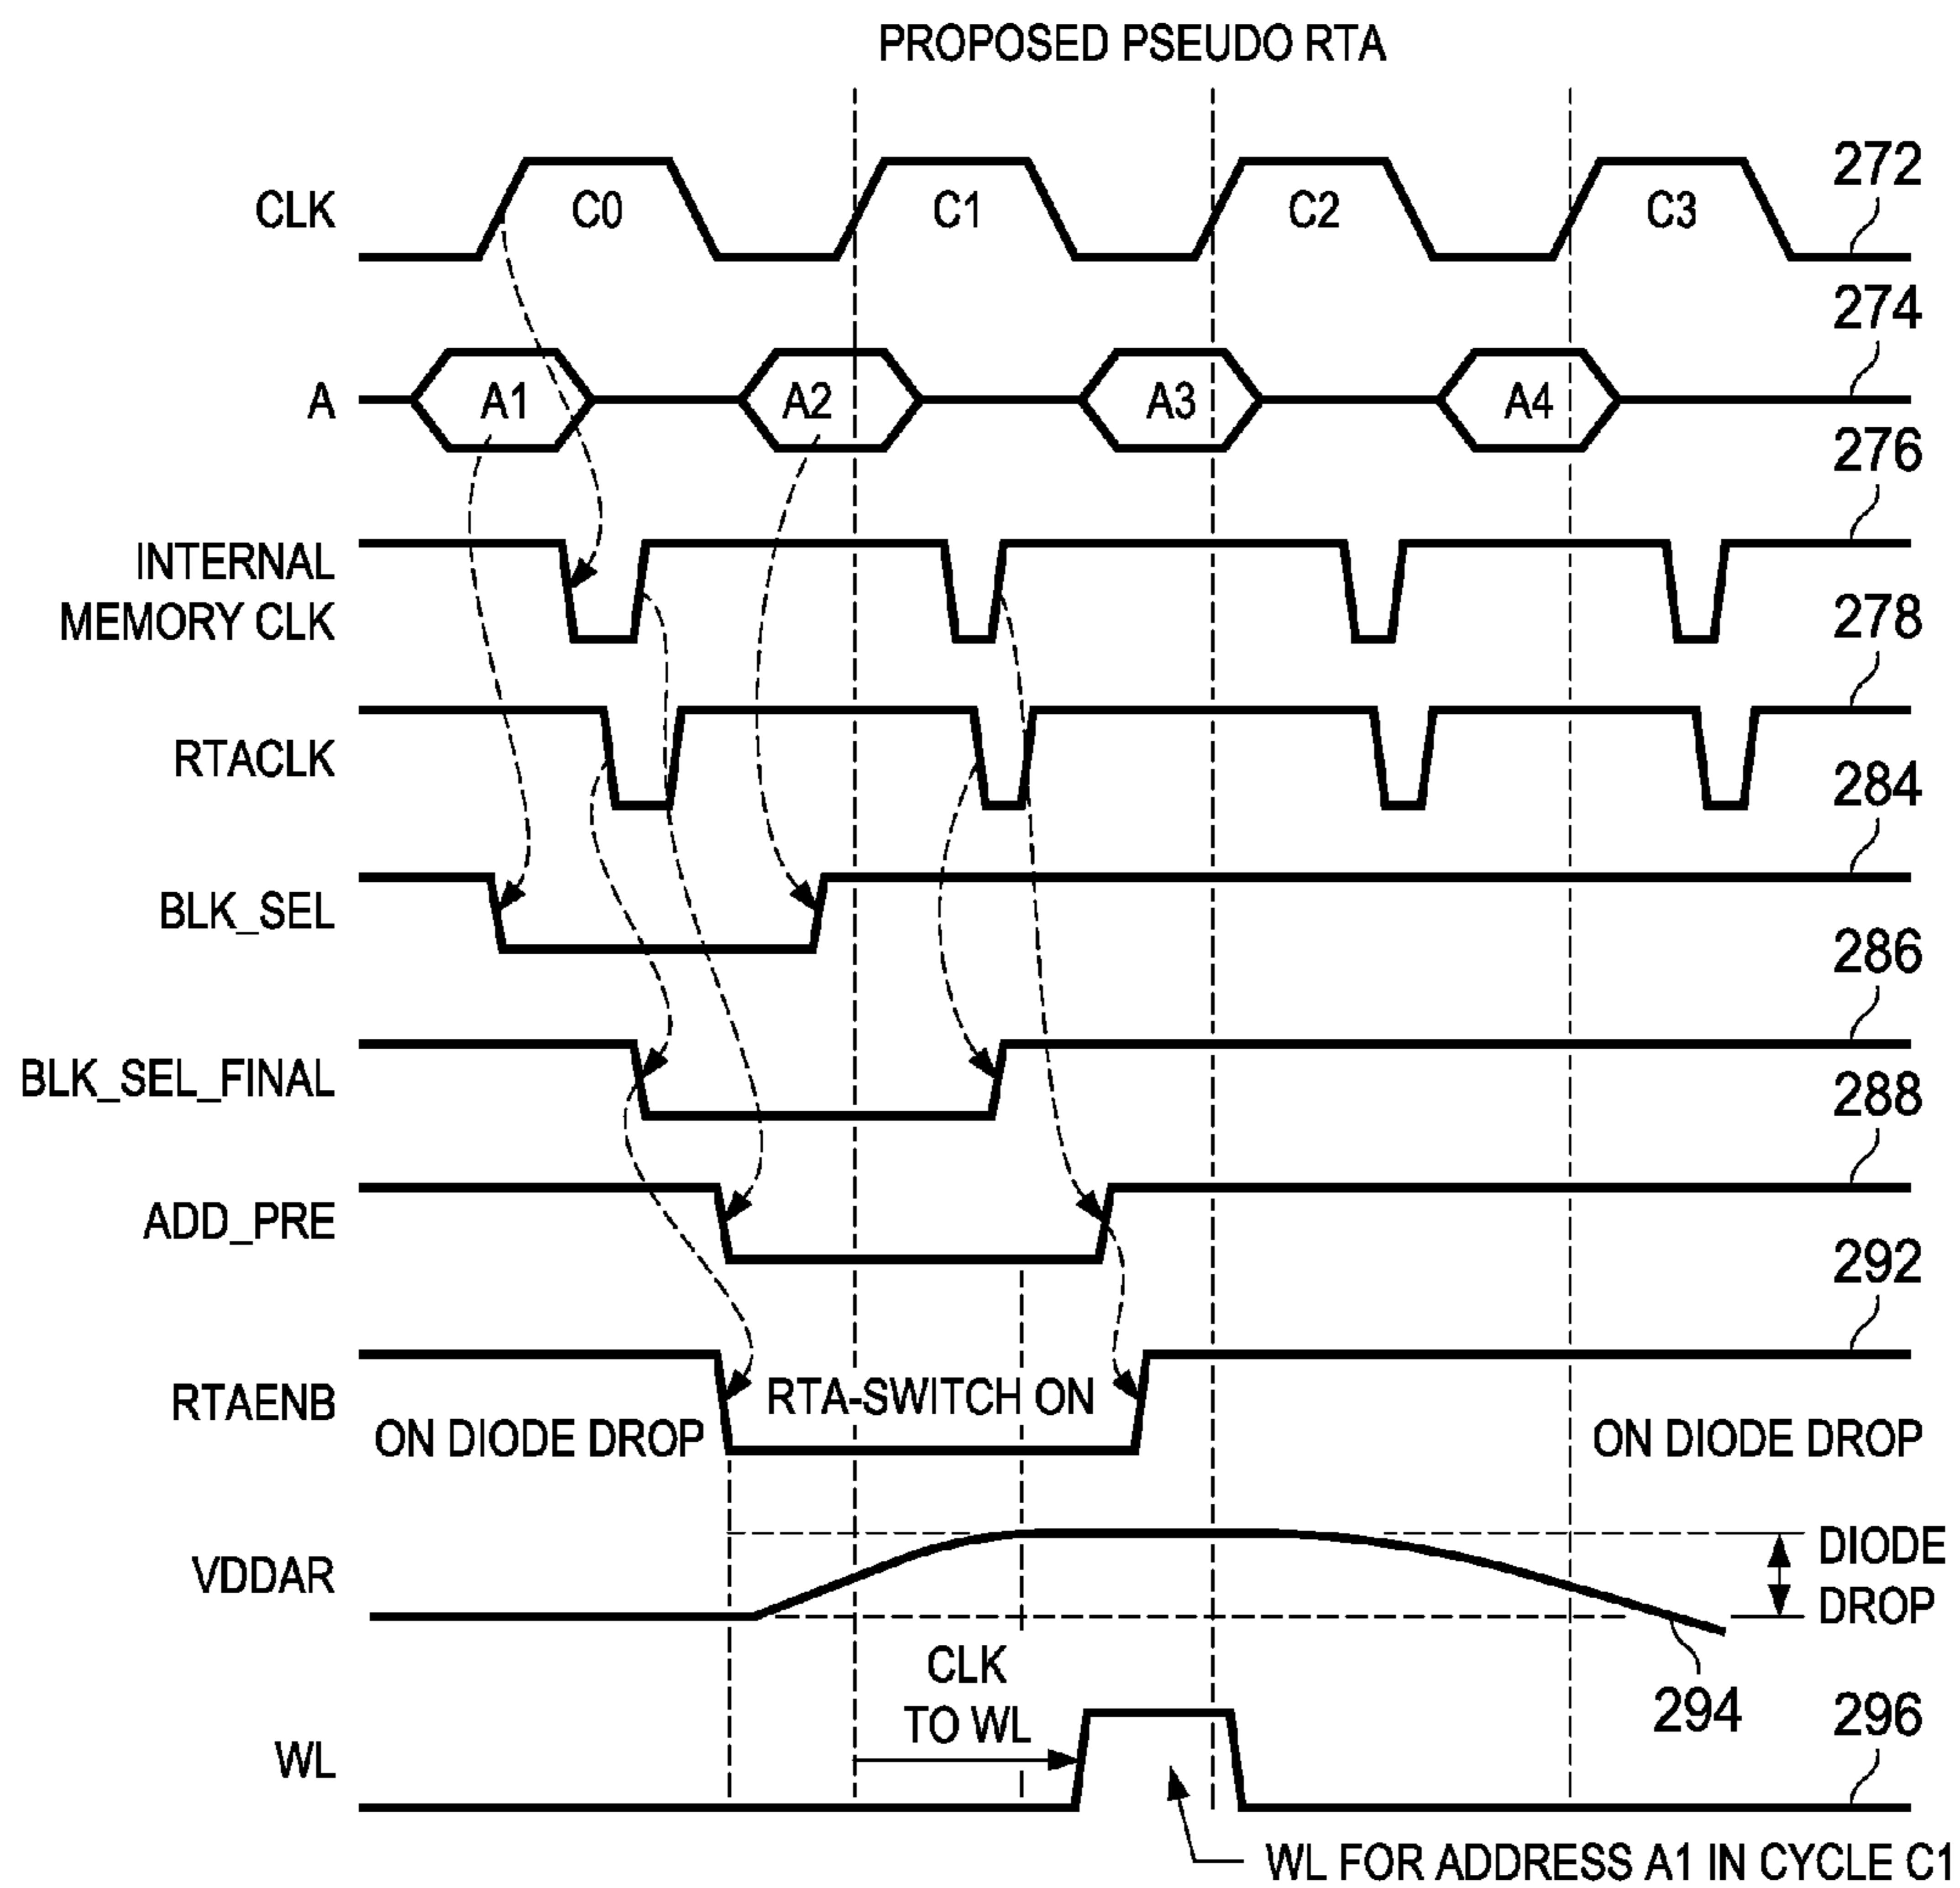 PROPOSED PSEUDO RTA
272
CLK
C0
C1
C2
C3
274
A
A1
A2
A3
A4
276
INTERNAL
MEMORY CLK
278
RTACLK
284
BLK_SEL
286
BLK_SEL_FINAL
288
ADD_PRE
292
RTAENB
RTA-SWITCH ON
ON DIODE DROP
ON DIODE DROP
VDDAR
DIODE
DROP
294
CLK
TO WL
296
WL
WL FOR ADDRESS A1 IN CYCLE C1